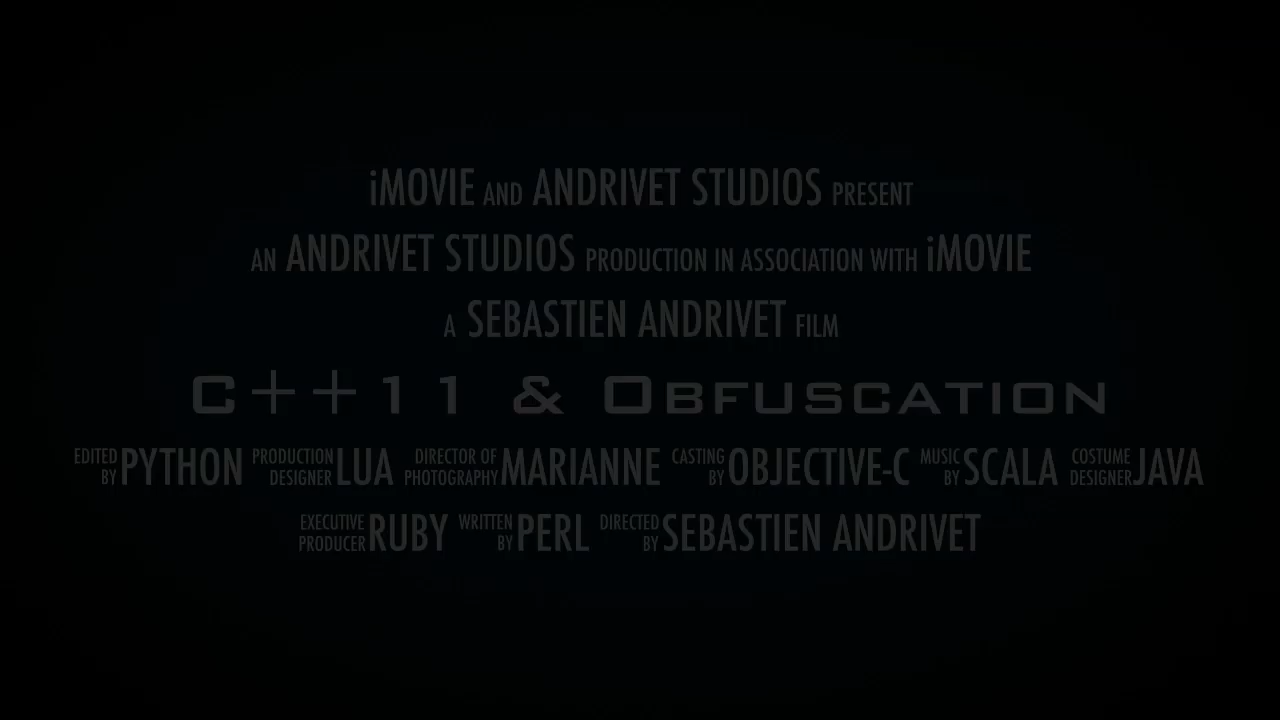 iMOVIE AND ANDRIVET STUDIOS PRESENT
AN ANDRIVET STUDIOS PRODUCTION IN ASSOCIATION WITH iMOVIE
A SEBASTIEN ANDRIVET FILM
C++11 & OBFUSCATION
EDITED BY PYTHON PRODUCTION DESIGNER LUA DIRECTOR OF PHOTOGRAPHY MARIANNE CASTING BY OBJECTIVE-C MUSIC BY SCALA COSTUME DESIGNER JAVA
EXECUTIVE PRODUCER RUBY WRITTEN BY PERL DIRECTED BY SEBASTIEN ANDRIVET